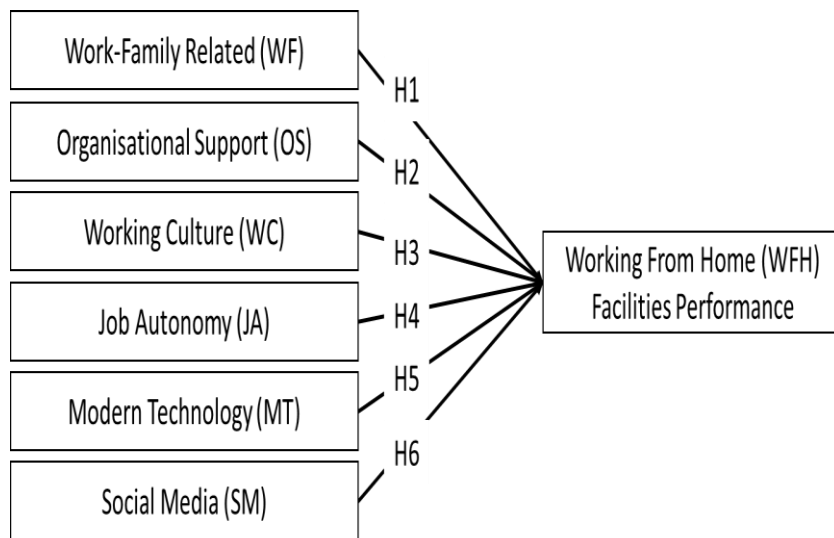 Work-Family Related (WF)
H1
Organisational Support (OS)
H2
Working Culture (WC)
H3
Job Autonomy (JA)
H4
Modern Technology (MT)
H5
Social Media (SM)
H6
Working From Home (WFH)
Facilities Performance